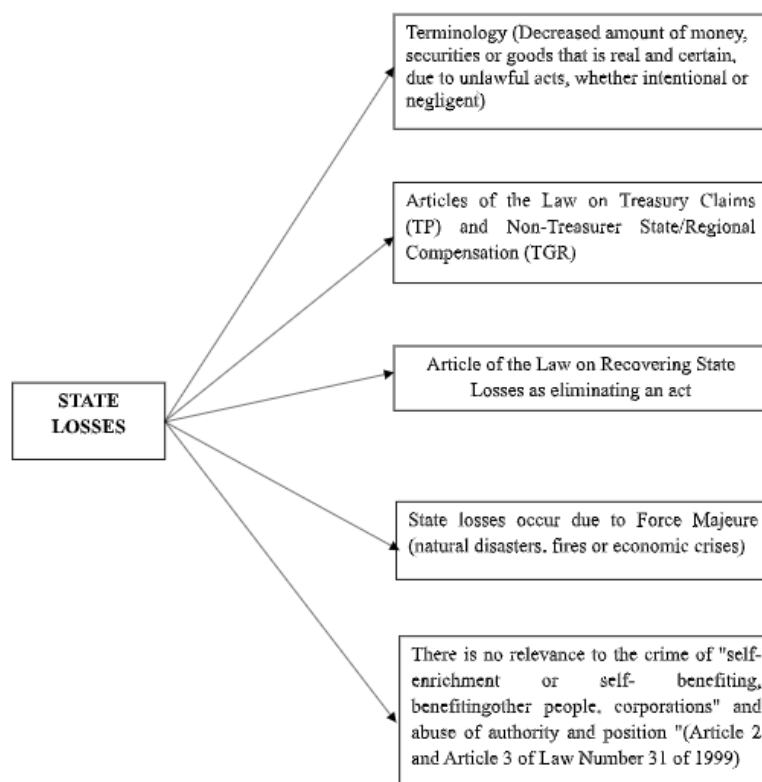 Terminology (Decreased amount of money,
securities or goods that is real and certain,
due to unlawful acts, whether intentional or
negligent)
Articles of the Law on Treasury Claims
(TP) and Non-Treasurer State/Regional
Compensation (TGR)
Article of the Law on Recovering State
Losses as eliminating an act
STATE
LOSSES
State losses occur due to Force Majeure
(natural disasters. fires or economic crises)
There is no relevance to the crime of "self-
enrichment or self- benefiting,
benefitingother people. corporations" and
abuse of authority and position "(Article 2
and Article 3 of Law Number 31 of 1999)